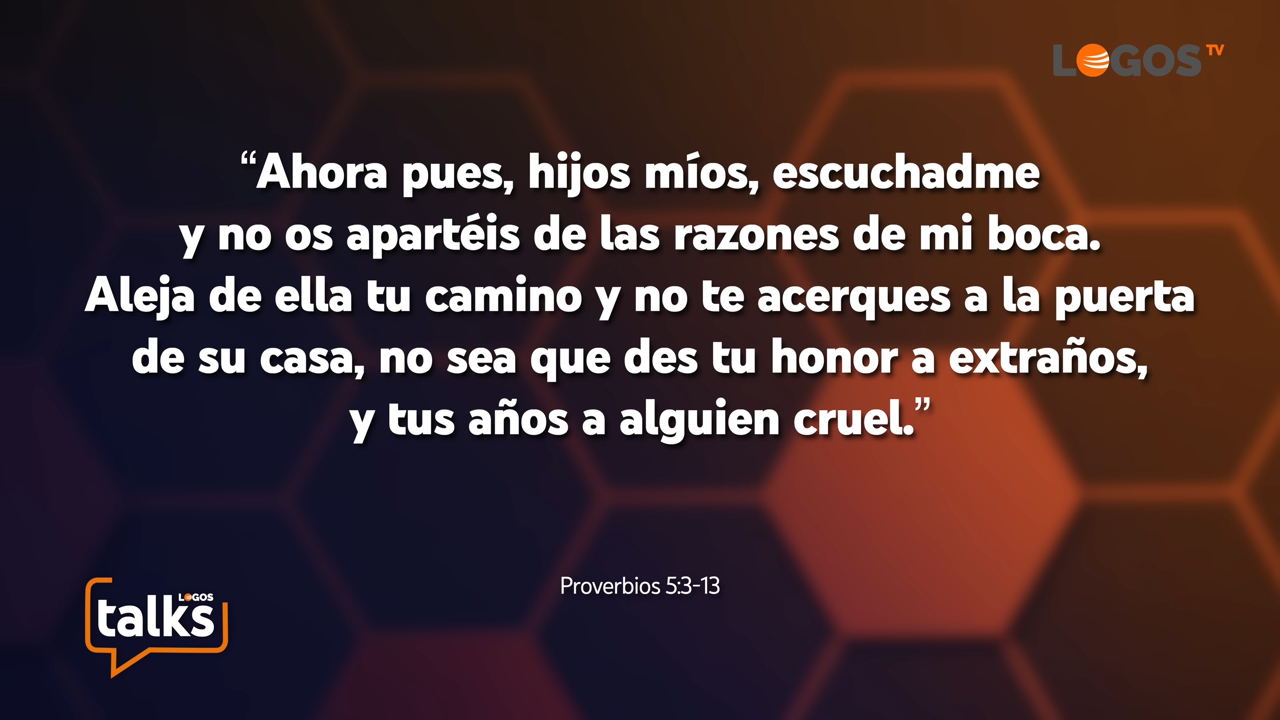 LOGOS TV
“Ahora pues, hijos míos, escuchadme
y no os apartéis de las razones de mi boca.
Aleja de ella tu camino y no te acerques a la puerta
de su casa, no sea que des tu honor a extraños,
y tus años a alguien cruel.”
Proverbios 5:3-13
LOGOS
talks